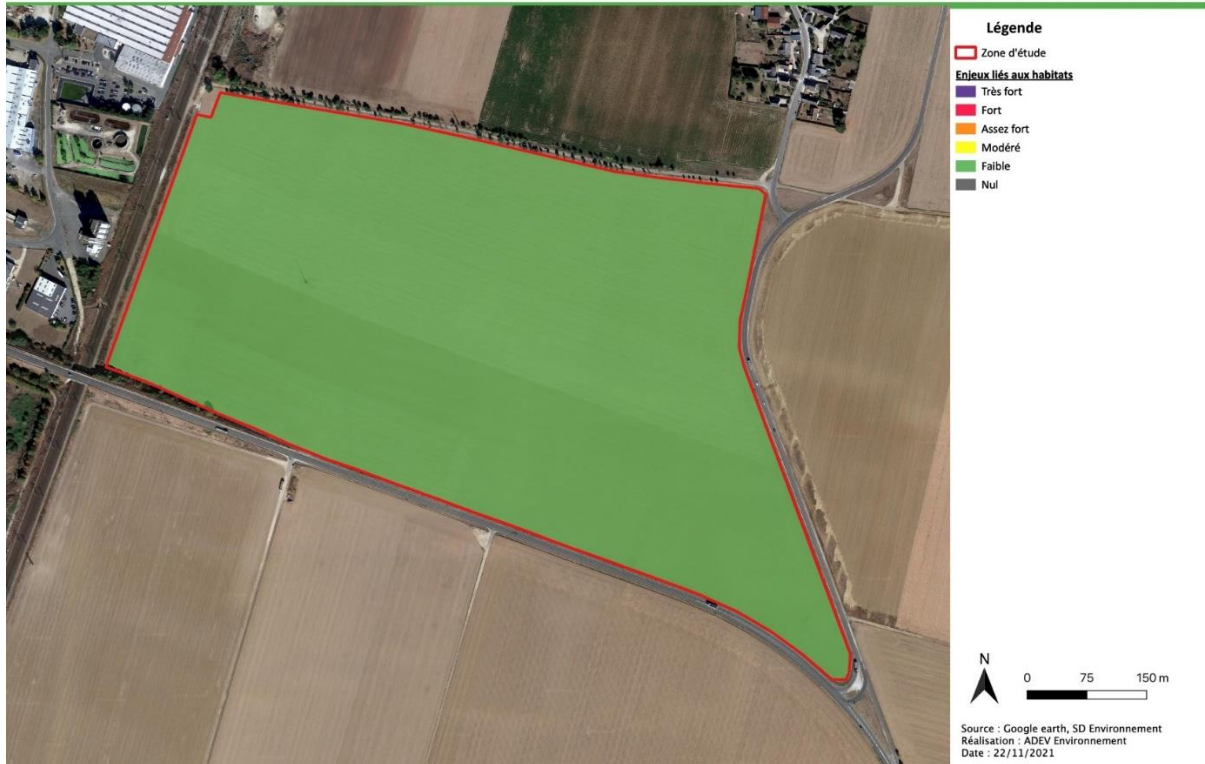 Légende
Zone d'étude
Enjeux liés aux habitats
Très fort
Fort
Assez fort
Modéré
Faible
Nul
N
0 75 150 m
Source : Google earth, SD Environnement
Réalisation : ADEV Environnement
Date : 22/11/2021